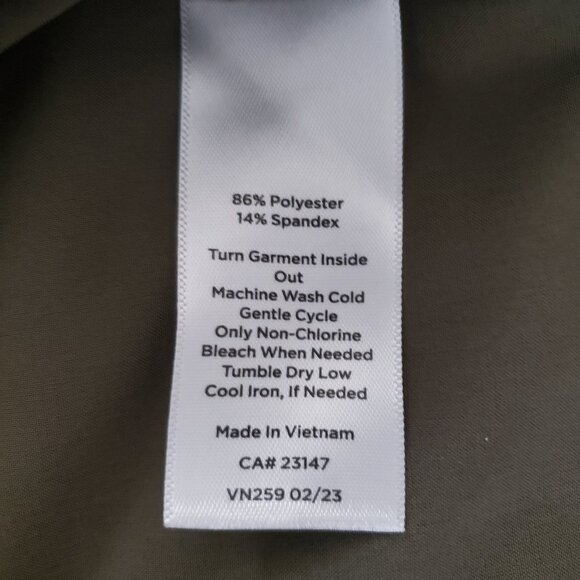 86% Polyester
14% Spandex
Turn Garment Inside
Out
Machine Wash Cold
Gentle Cycle
Only Non-Chlorine
Bleach When Needed
Tumble Dry Low
Cool Iron, If Needed
Made In Vietnam
CA# 23147
VN259 02/23